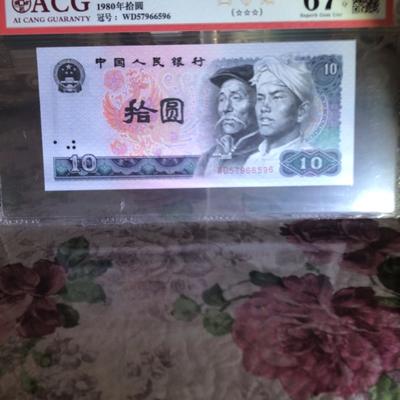 ACG
AI CANG GUARANTY
1980年拾圆
冠号: WD57966596
(☆☆☆)
67
Superb Gem Unc
中国人民银行
10
拾圆
WD57966596
10
10